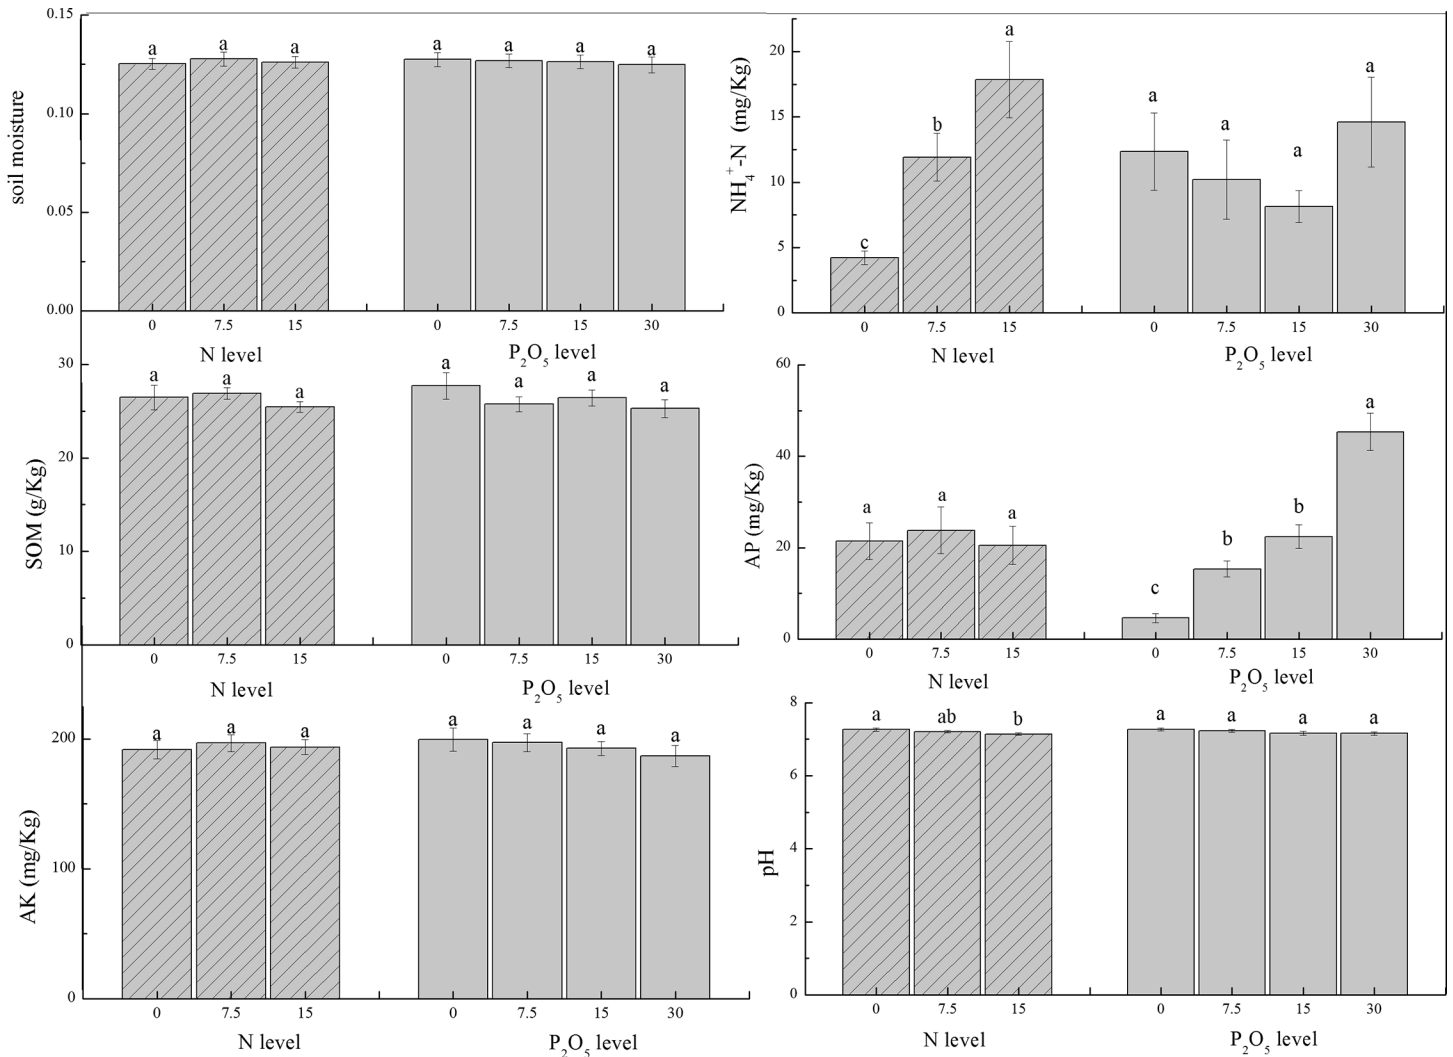 soil moisture
0.15
0.10
0.05
0.00
a a a a a a a
0 7.5 15 0 7.5 15 30
N level P2O5 level
NH4+-N (mg/Kg)
20
15
10
5
0
c b a a a a a
0 7.5 15 0 7.5 15 30
N level P2O5 level
SOM (g/Kg)
30
20
10
0
a a a a a a a
0 7.5 15 0 7.5 15 30
N level P2O5 level
AP (mg/Kg)
60
40
20
0
a a a c b b a
0 7.5 15 0 7.5 15 30
N level P2O5 level
AK (mg/Kg)
200
100
0
a a a a a a a
0 7.5 15 0 7.5 15 30
N level P2O5 level
pH
8
6
4
2
0
a ab b a a a a
0 7.5 15 0 7.5 15 30
N level P2O5 level